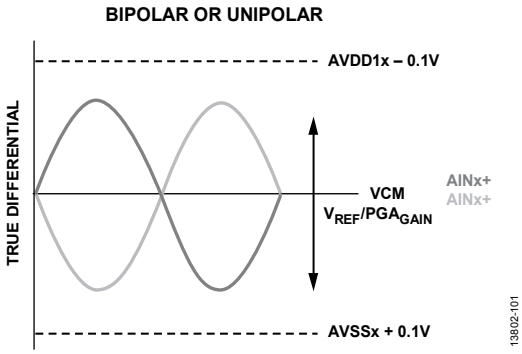 BIPOLAR OR UNIPOLAR
AVDD1x – 0.1V
TRUE DIFFERENTIAL
VCM
VREF/PGAGAIN
AINx+
AINx+
AVSSx + 0.1V
13802-101